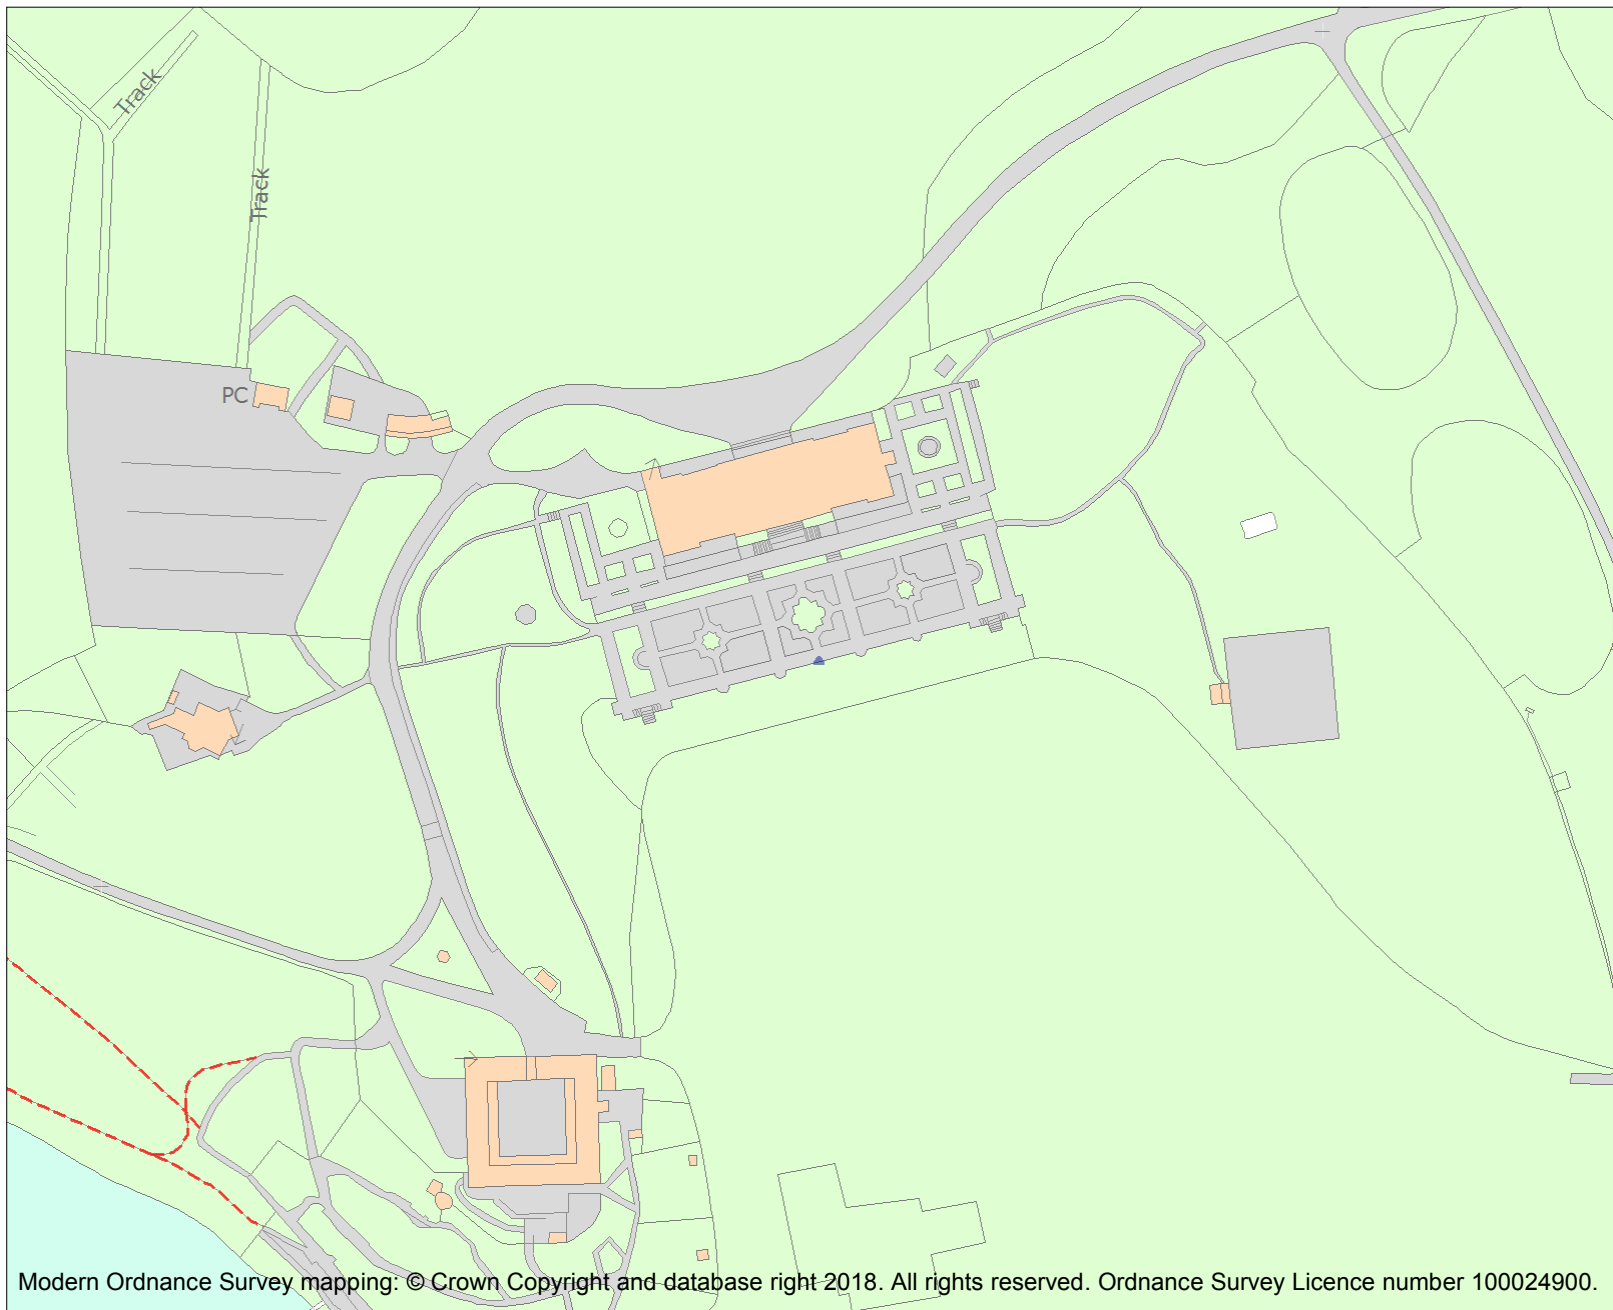 Track
Track
PC
Modern Ordnance Survey mapping: © Crown Copyright and database right 2018. All rights reserved. Ordnance Survey Licence number 100024900.